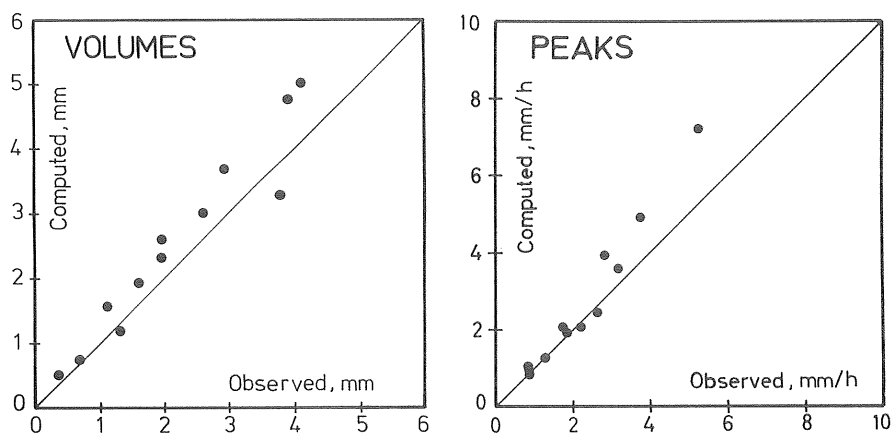 VOLUMES
Computed, mm
6
5
4
3
2
1
0
Observed, mm
0 1 2 3 4 5 6
PEAKS
Computed, mm/h
10
8
6
4
2
0
Observed, mm/h
0 2 4 6 8 10